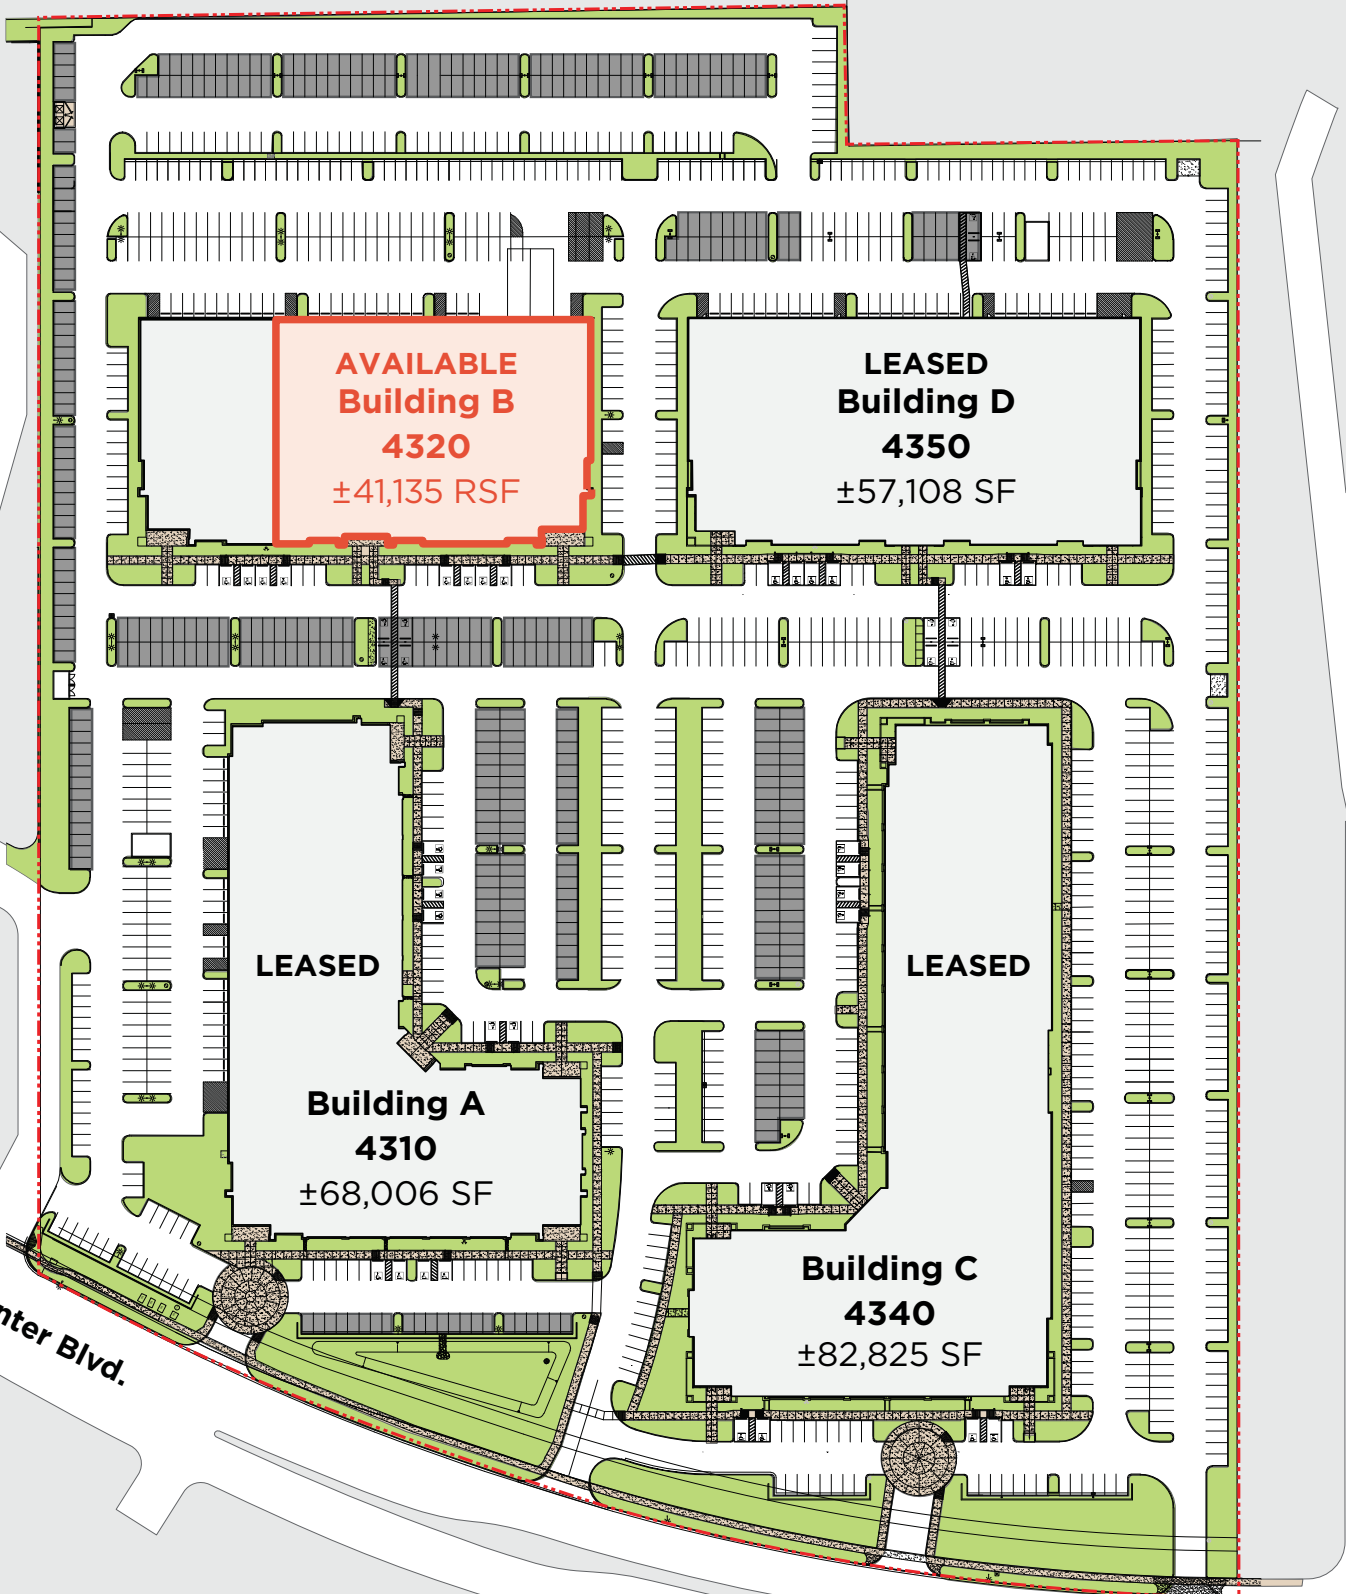 AVAILABLE
Building B
4320
±41,135 RSF
LEASED
Building D
4350
±57,108 SF
LEASED
Building A
4310
±68,006 SF
LEASED
Building C
4340
±82,825 SF
nter Blvd.